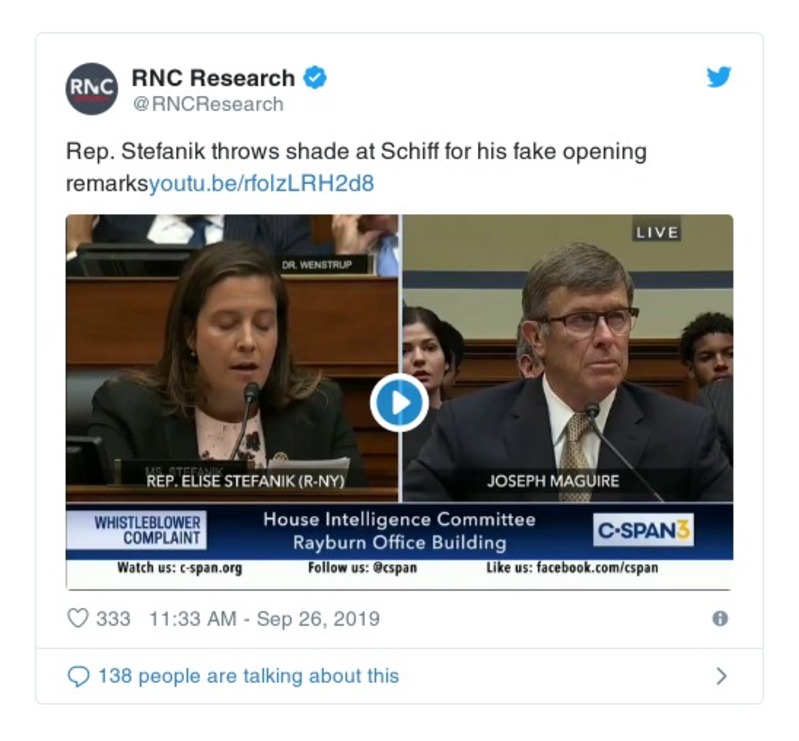 RNC
RNC Research
@RNCResearch
Rep. Stefanik throws shade at Schiff for his fake opening
remarksyoutu.be/rfolzLRH2d8
LIVE
DR. WENSTRUP
MS. STEFANIK
REP. ELISE STEFANIK (R-NY)
JOSEPH MAGUIRE
WHISTLEBLOWER
COMPLAINT
House Intelligence Committee
Rayburn Office Building
C·SPAN3
Watch us: c-span.org Follow us: @cspan Like us: facebook.com/cspan
333 11:33 AM - Sep 26, 2019
138 people are talking about this